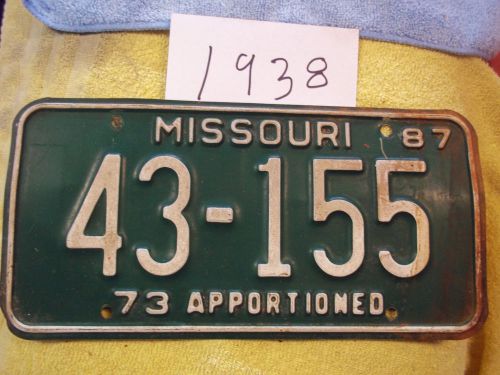 1938
MISSOURI 87
43-155
73 APPORTIONED